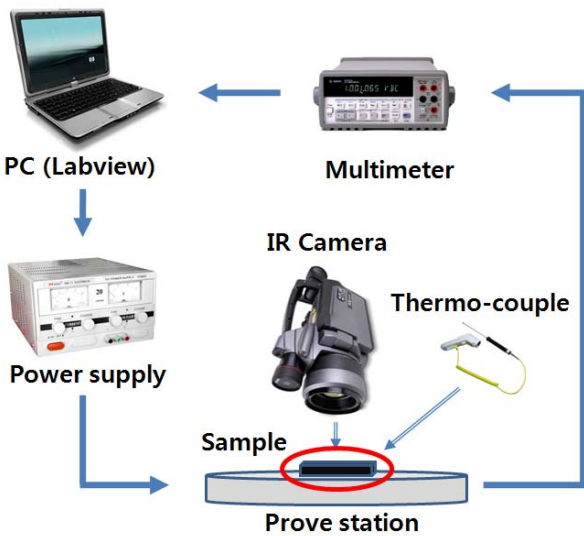 PC (Labview)
Multimeter
IR Camera
Thermo-couple
Power supply
Sample
Prove station